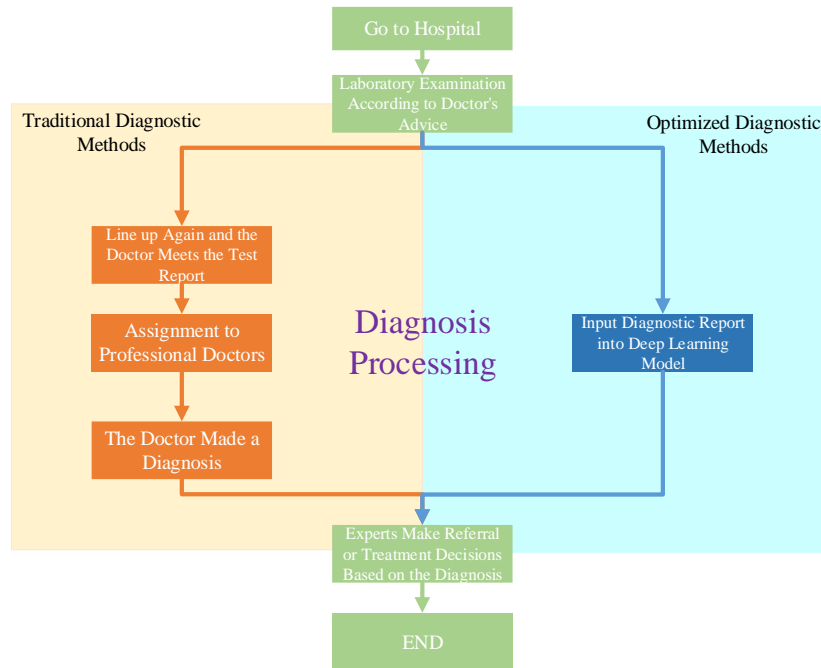 Go to Hospital
Laboratory Examination
According to Doctor's
Advice
Traditional Diagnostic
Methods
Optimized Diagnostic
Methods
Line up Again and the
Doctor Meets the Test
Report
Assignment to
Professional Doctors
The Doctor Made a
Diagnosis
Diagnosis
Processing
Input Diagnostic Report
into Deep Learning
Model
Experts Make Referral
or Treatment Decisions
Based on the Diagnosis
END